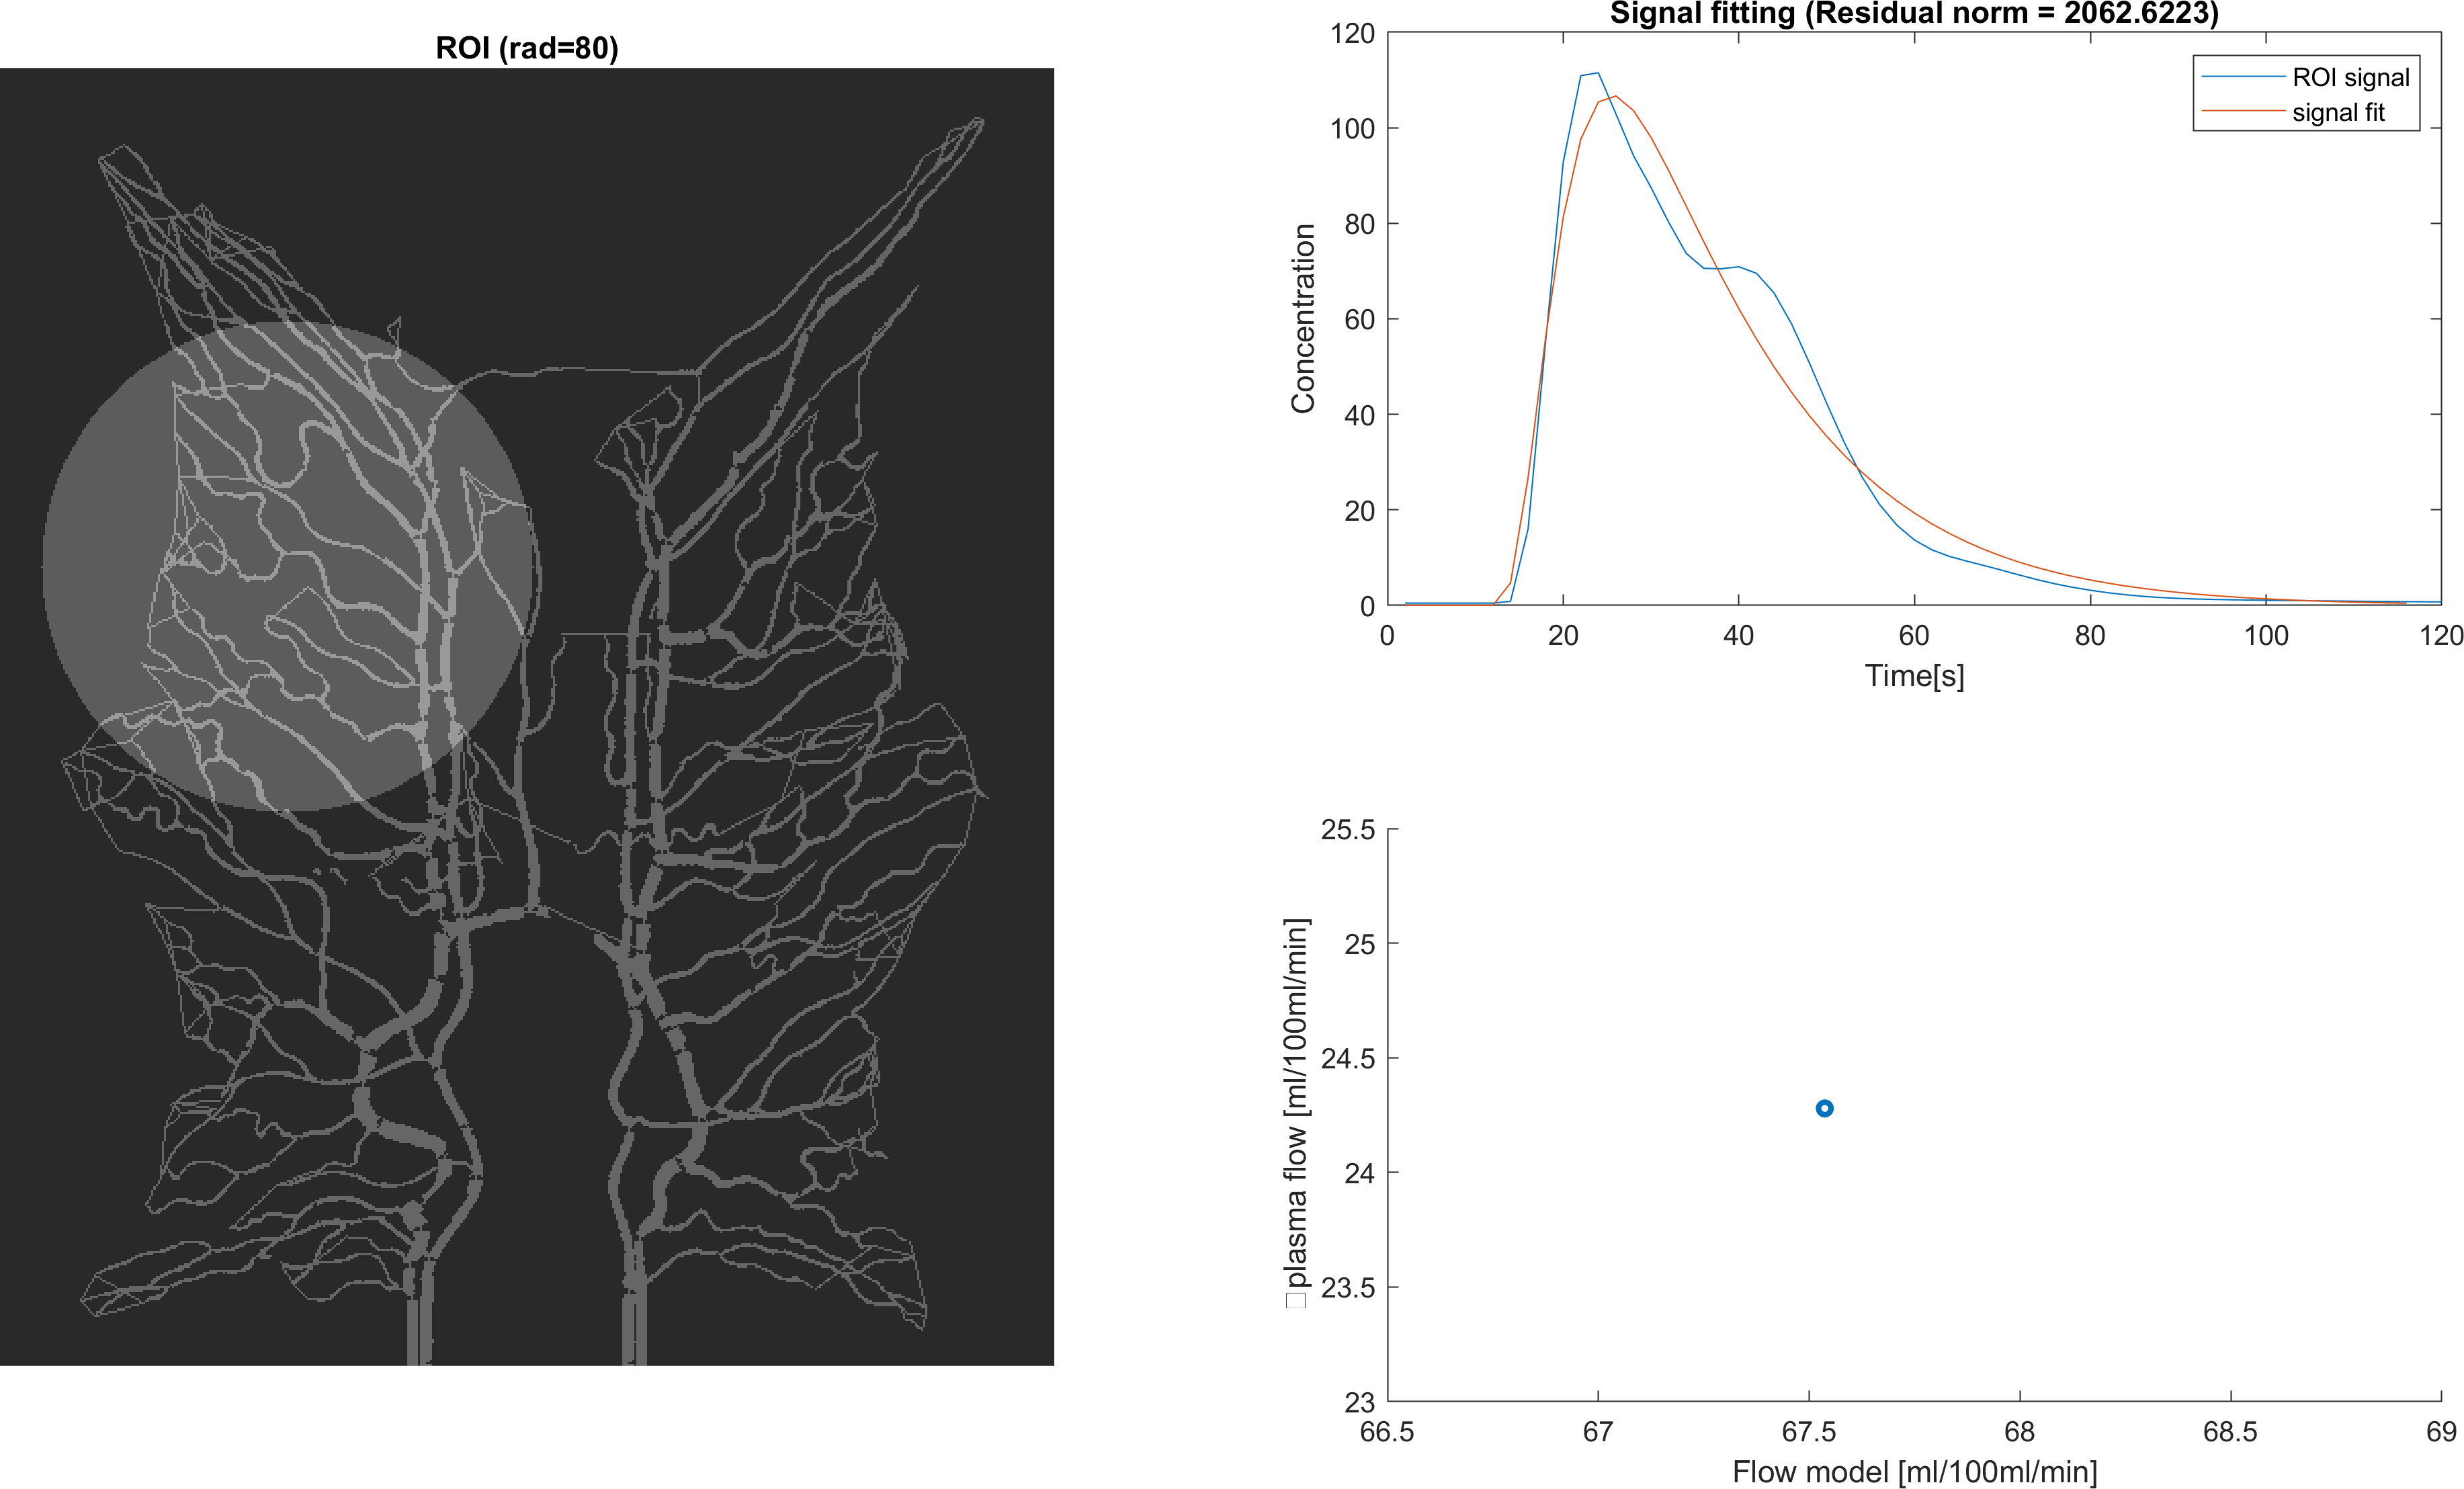 ROI (rad=80)
Signal fitting (Residual norm = 2062.6223)
120
100
80
60
40
20
0
Concentration
ROI signal
signal fit
0 20 40 60 80 100 120
Time[s]
25.5
25
24.5
24
23.5
23
□ plasma flow [ml/100ml/min]
66.5 67 67.5 68 68.5 69
Flow model [ml/100ml/min]